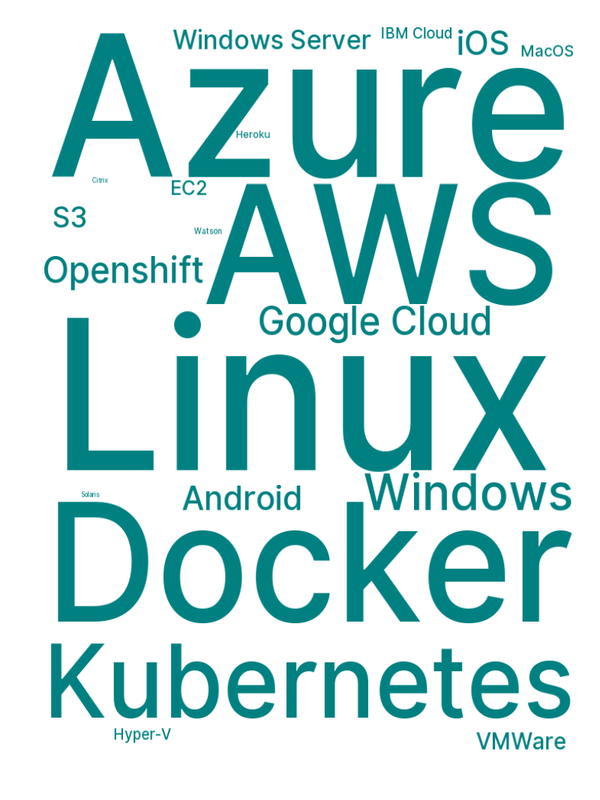 Windows Server
IBM Cloud
iOS
MacOS
Azure
Heroku
Citrix
EC2
S3
AWS
Watson
Openshift
Google Cloud
Linux
Windows
Android
Solaris
Docker
Kubernetes
Hyper-V
VMWare